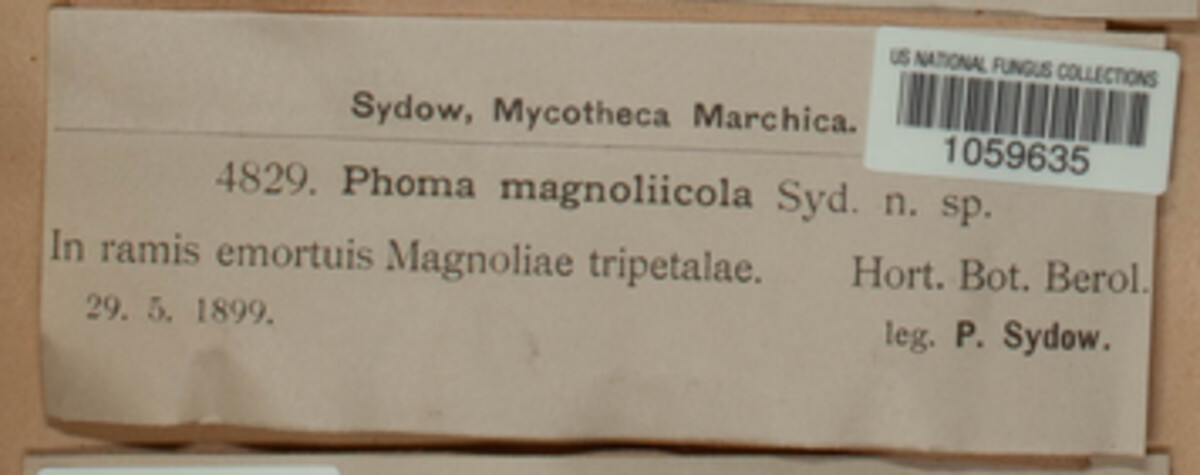 US NATIONAL FUNGUS COLLECTIONS
1059635
Sydow, Mycotheca Marchica.
4829. Phoma magnoliicola Syd. n. sp.
In ramis emortuis Magnoliae tripetalae. Hort. Bot. Berol.
29. 5. 1899.
leg. P. Sydow.